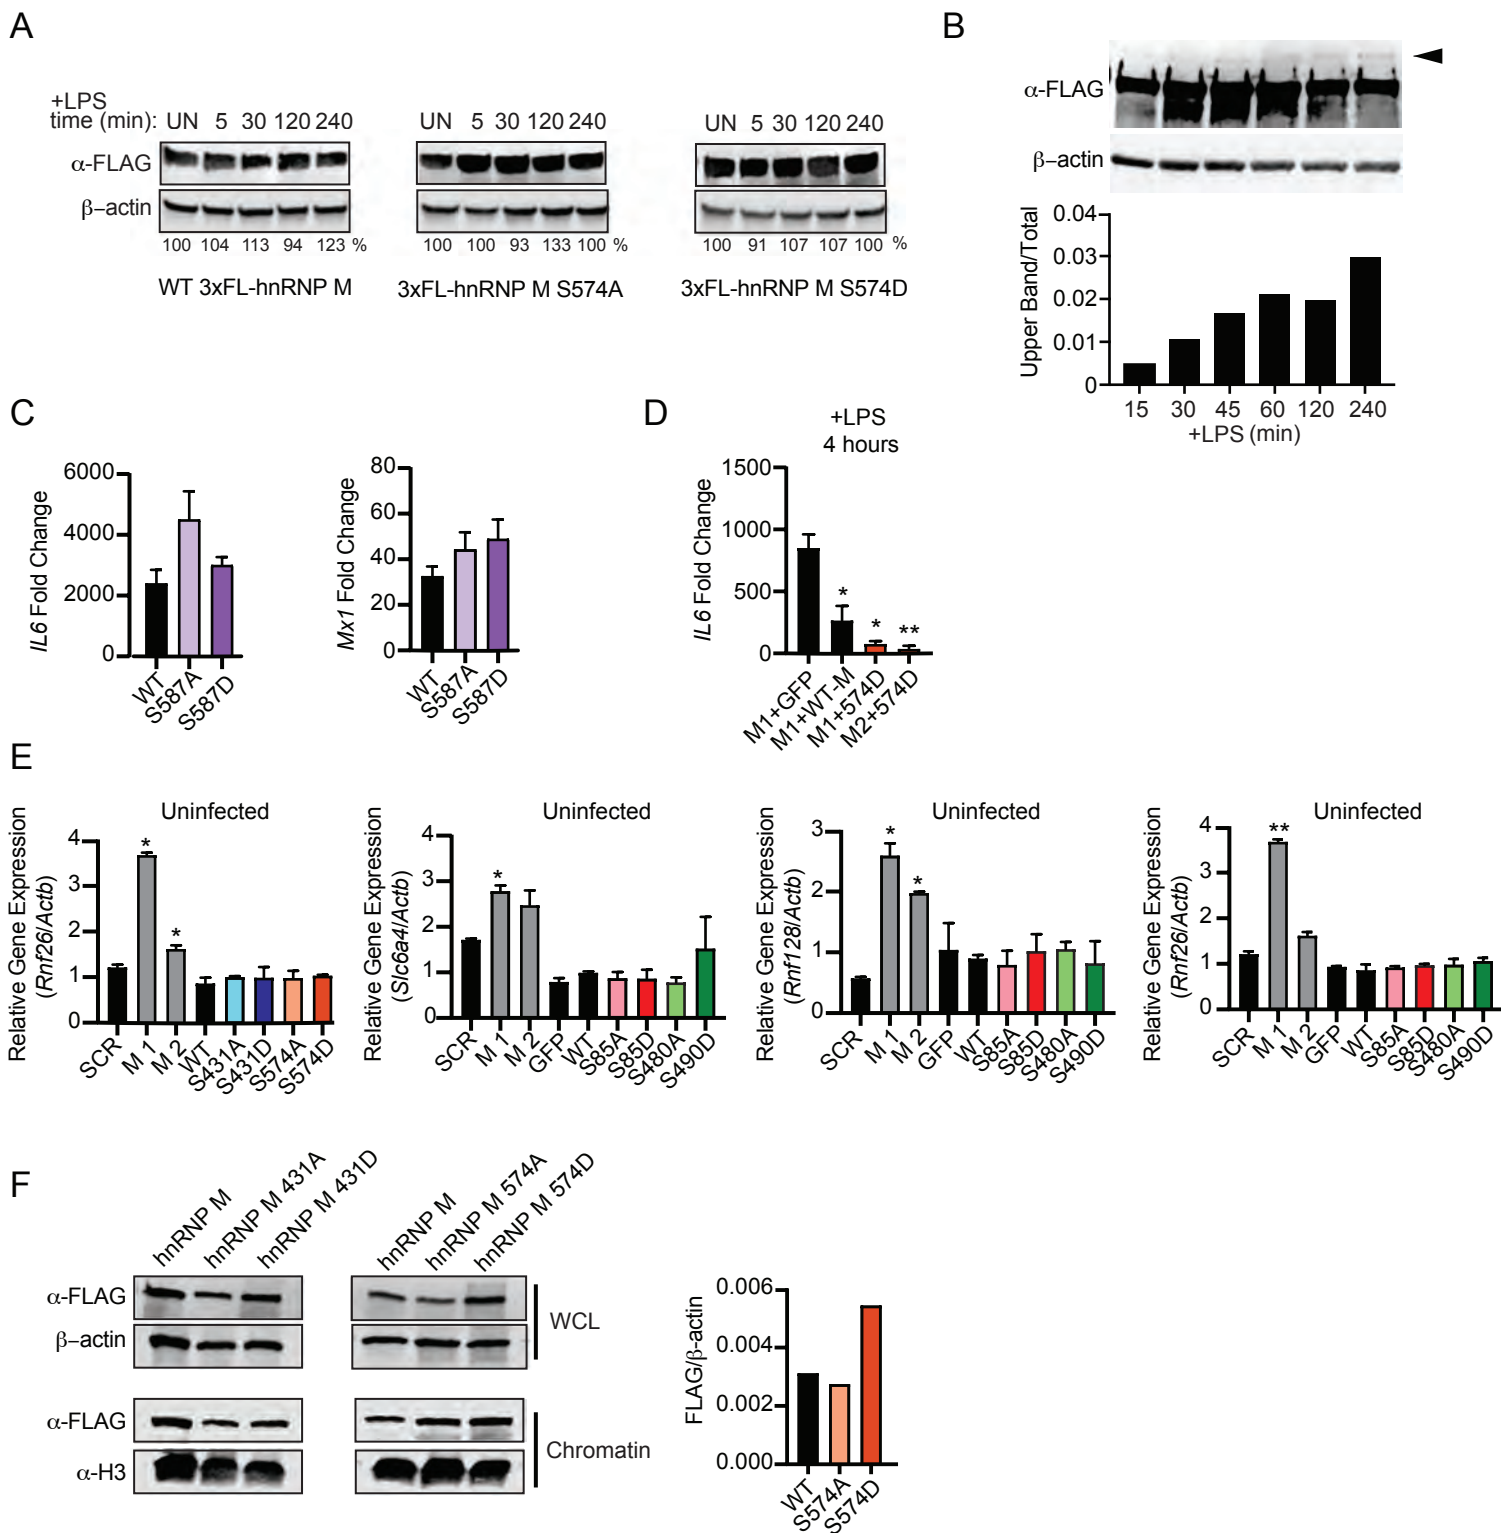 A
+LPS
time (min): UN 5 30 120 240
UN 5 30 120 240
UN 5 30 120 240
α-FLAG
β-actin
100 104 113 94 123 %
100 100 93 133 100 %
100 91 107 107 100 %
WT 3xFL-hnRNP M
3xFL-hnRNP M S574A
3xFL-hnRNP M S574D
B
α-FLAG
β-actin
Upper Band/Total
0.04
0.03
0.02
0.01
0
15 30 45 60 120 240
+LPS (min)
C
IL6 Fold Change
6000
4000
2000
0
WT
S587A
S587D
Mx1 Fold Change
80
60
40
20
0
WT
S587A
S587D
D
+LPS
4 hours
IL6 Fold Change
1500
1000
500
0
* * **
M1+GFP
M1+WT-M
M1+574D
M2+574D
E
Uninfected
Relative Gene Expression
(Rnf26/Actb)
4
3
2
1
0
* *
SCR
M 1
M 2
WT
S431A
S431D
S574A
S574D
Uninfected
Relative Gene Expression
(Slc6a4/Actb)
4
3
2
1
0
*
SCR
M 1
M 2
GFP
WT
S85A
S85D
S480A
S490D
Uninfected
Relative Gene Expression
(Rnf128/Actb)
3
2
1
0
* *
SCR
M 1
M 2
GFP
WT
S85A
S85D
S480A
S490D
Uninfected
Relative Gene Expression
(Rnf26/Actb)
4
3
2
1
0
**
SCR
M 1
M 2
GFP
WT
S85A
S85D
S480A
S490D
F
hnRNP M
hnRNP M 431A
hnRNP M 431D
hnRNP M
hnRNP M 574A
hnRNP M 574D
α-FLAG
β-actin
WCL
α-FLAG
α-H3
Chromatin
FLAG/β-actin
0.006
0.004
0.002
0.000
WT
S574A
S574D